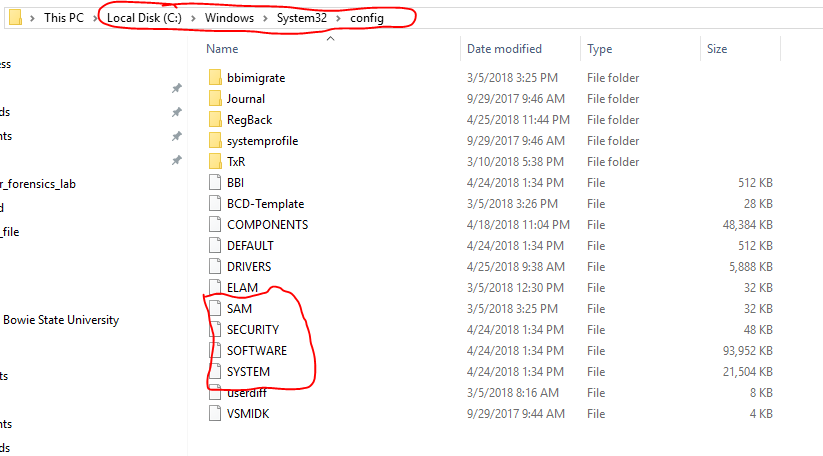 This PC > Local Disk (C:) > Windows > System32 > config
Name Date modified Type Size
ess
bbimigrate 3/5/2018 3:25 PM File folder
Journal 9/29/2017 9:46 AM File folder
ds
RegBack 4/25/2018 11:44 PM File folder
nts
systemprofile 9/29/2017 9:46 AM File folder
TxR 3/10/2018 5:38 PM File folder
r_forensics_lab
BBI 4/24/2018 1:34 PM File 512 KB
d
BCD-Template 3/5/2018 3:26 PM File 28 KB
_file
COMPONENTS 4/18/2018 11:04 PM File 48,384 KB
DEFAULT 4/24/2018 1:34 PM File 512 KB
DRIVERS 4/25/2018 9:38 AM File 5,888 KB
ELAM 3/5/2018 12:30 PM File 32 KB
SAM 3/5/2018 3:25 PM File 32 KB
Bowie State University
SECURITY 4/24/2018 1:34 PM File 48 KB
SOFTWARE 4/24/2018 1:34 PM File 93,952 KB
ts
SYSTEM 4/24/2018 1:34 PM File 21,504 KB
userdiff 3/5/2018 8:16 AM File 8 KB
VSMIDK 9/29/2017 9:44 AM File 4 KB
nts
ds